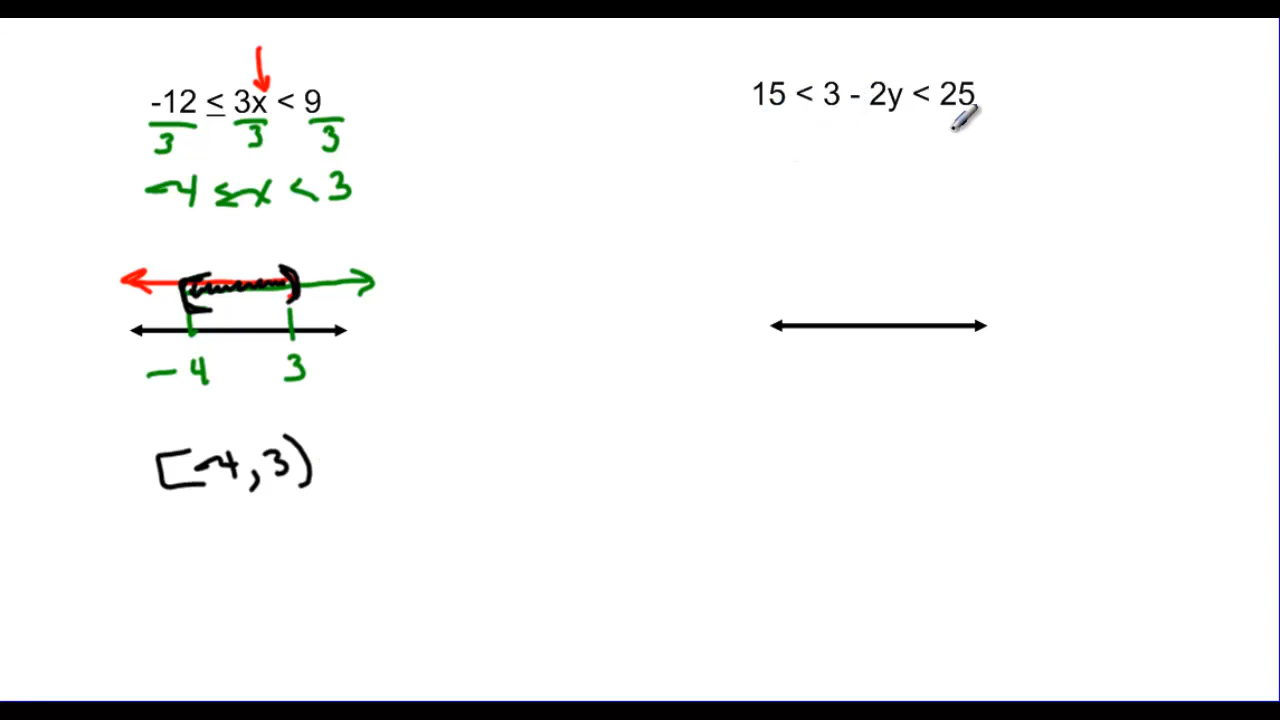 -12 ≤ 3x < 9
3 3 3
-4 ≤ x < 3
-4 3
[-4, 3)
15 < 3 - 2y < 25